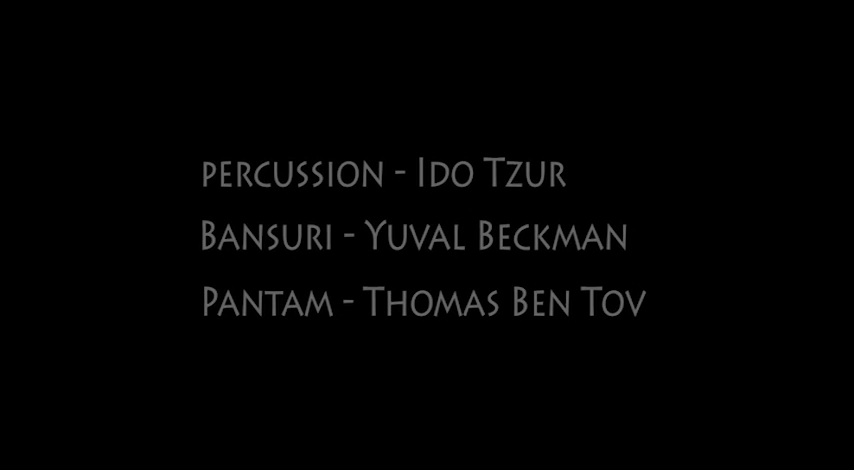 percussion - Ido Tzur
Bansuri - Yuval Beckman
Pantam - Thomas Ben Tov